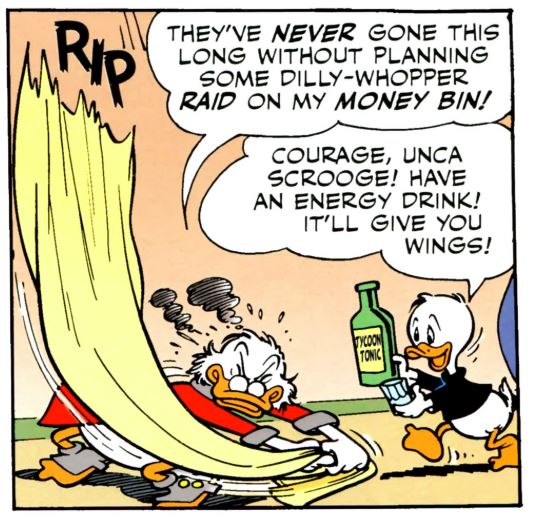 RIP
THEY'VE NEVER GONE THIS
LONG WITHOUT PLANNING
SOME DILLY-WHOPPER
RAID ON MY MONEY BIN!
COURAGE, UNCA
SCROOGE! HAVE
AN ENERGY DRINK!
IT'LL GIVE YOU
WINGS!
TYCOON
TONIC